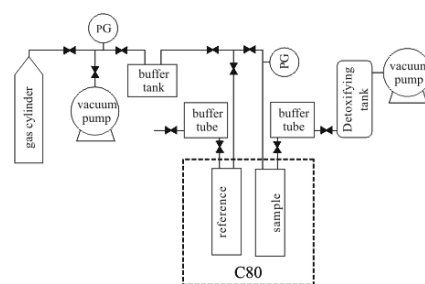 PG
gas cylinder
vacuum
pump
buffer
tank
PG
buffer
tube
buffer
tube
Detoxifying
tank
vacuum
pump
reference
sample
C80